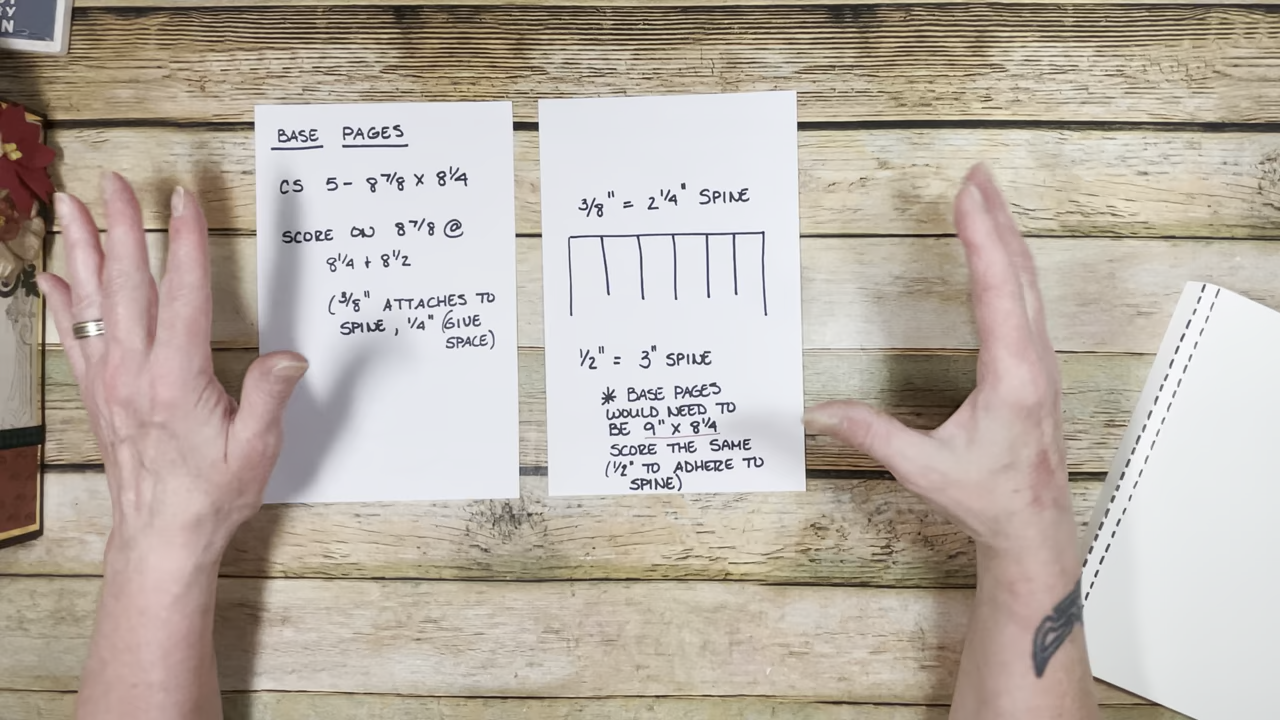 BASE PAGES
CS 5- 8 7/8 X 8 1/4
SCORE ON 8 7/8 @
8 1/4 + 8 1/2
(3/8" ATTACHES TO
SPINE, 1/4" (GIVE
SPACE)
3/8" = 2 1/4" SPINE
1/2" = 3" SPINE
* BASE PAGES
WOULD NEED TO
BE 9" X 8 1/4
SCORE THE SAME
(1/2" TO ADHERE TO
SPINE)